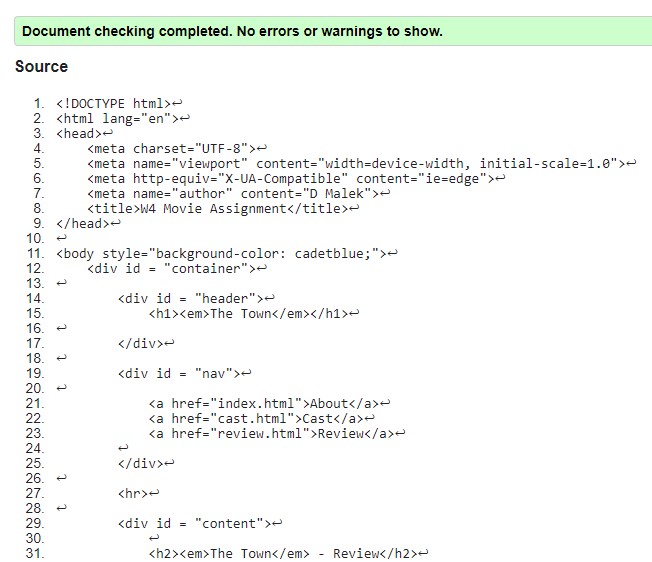 Document checking completed. No errors or warnings to show.
Source
1. <!DOCTYPE html>↩
2. <html lang="en">↩
3. <head>↩
4.     <meta charset="UTF-8">↩
5.     <meta name="viewport" content="width=device-width, initial-scale=1.0">↩
6.     <meta http-equiv="X-UA-Compatible" content="ie=edge">↩
7.     <meta name="author" content="D Malek">↩
8.     <title>W4 Movie Assignment</title>↩
9. </head>↩
10. ↩
11. <body style="background-color: cadetblue;">↩
12.     <div id = "container">↩
13. ↩
14.         <div id = "header">↩
15.             <h1><em>The Town</em></h1>↩
16. ↩
17.         </div>↩
18. ↩
19.         <div id = "nav">↩
20. ↩
21.             <a href="index.html">About</a>↩
22.             <a href="cast.html">Cast</a>↩
23.             <a href="review.html">Review</a>↩
24.         ↩
25.         </div>↩
26. ↩
27.         <hr>↩
28. ↩
29.         <div id = "content">↩
30.             ↩
31.             <h2><em>The Town</em> - Review</h2>↩